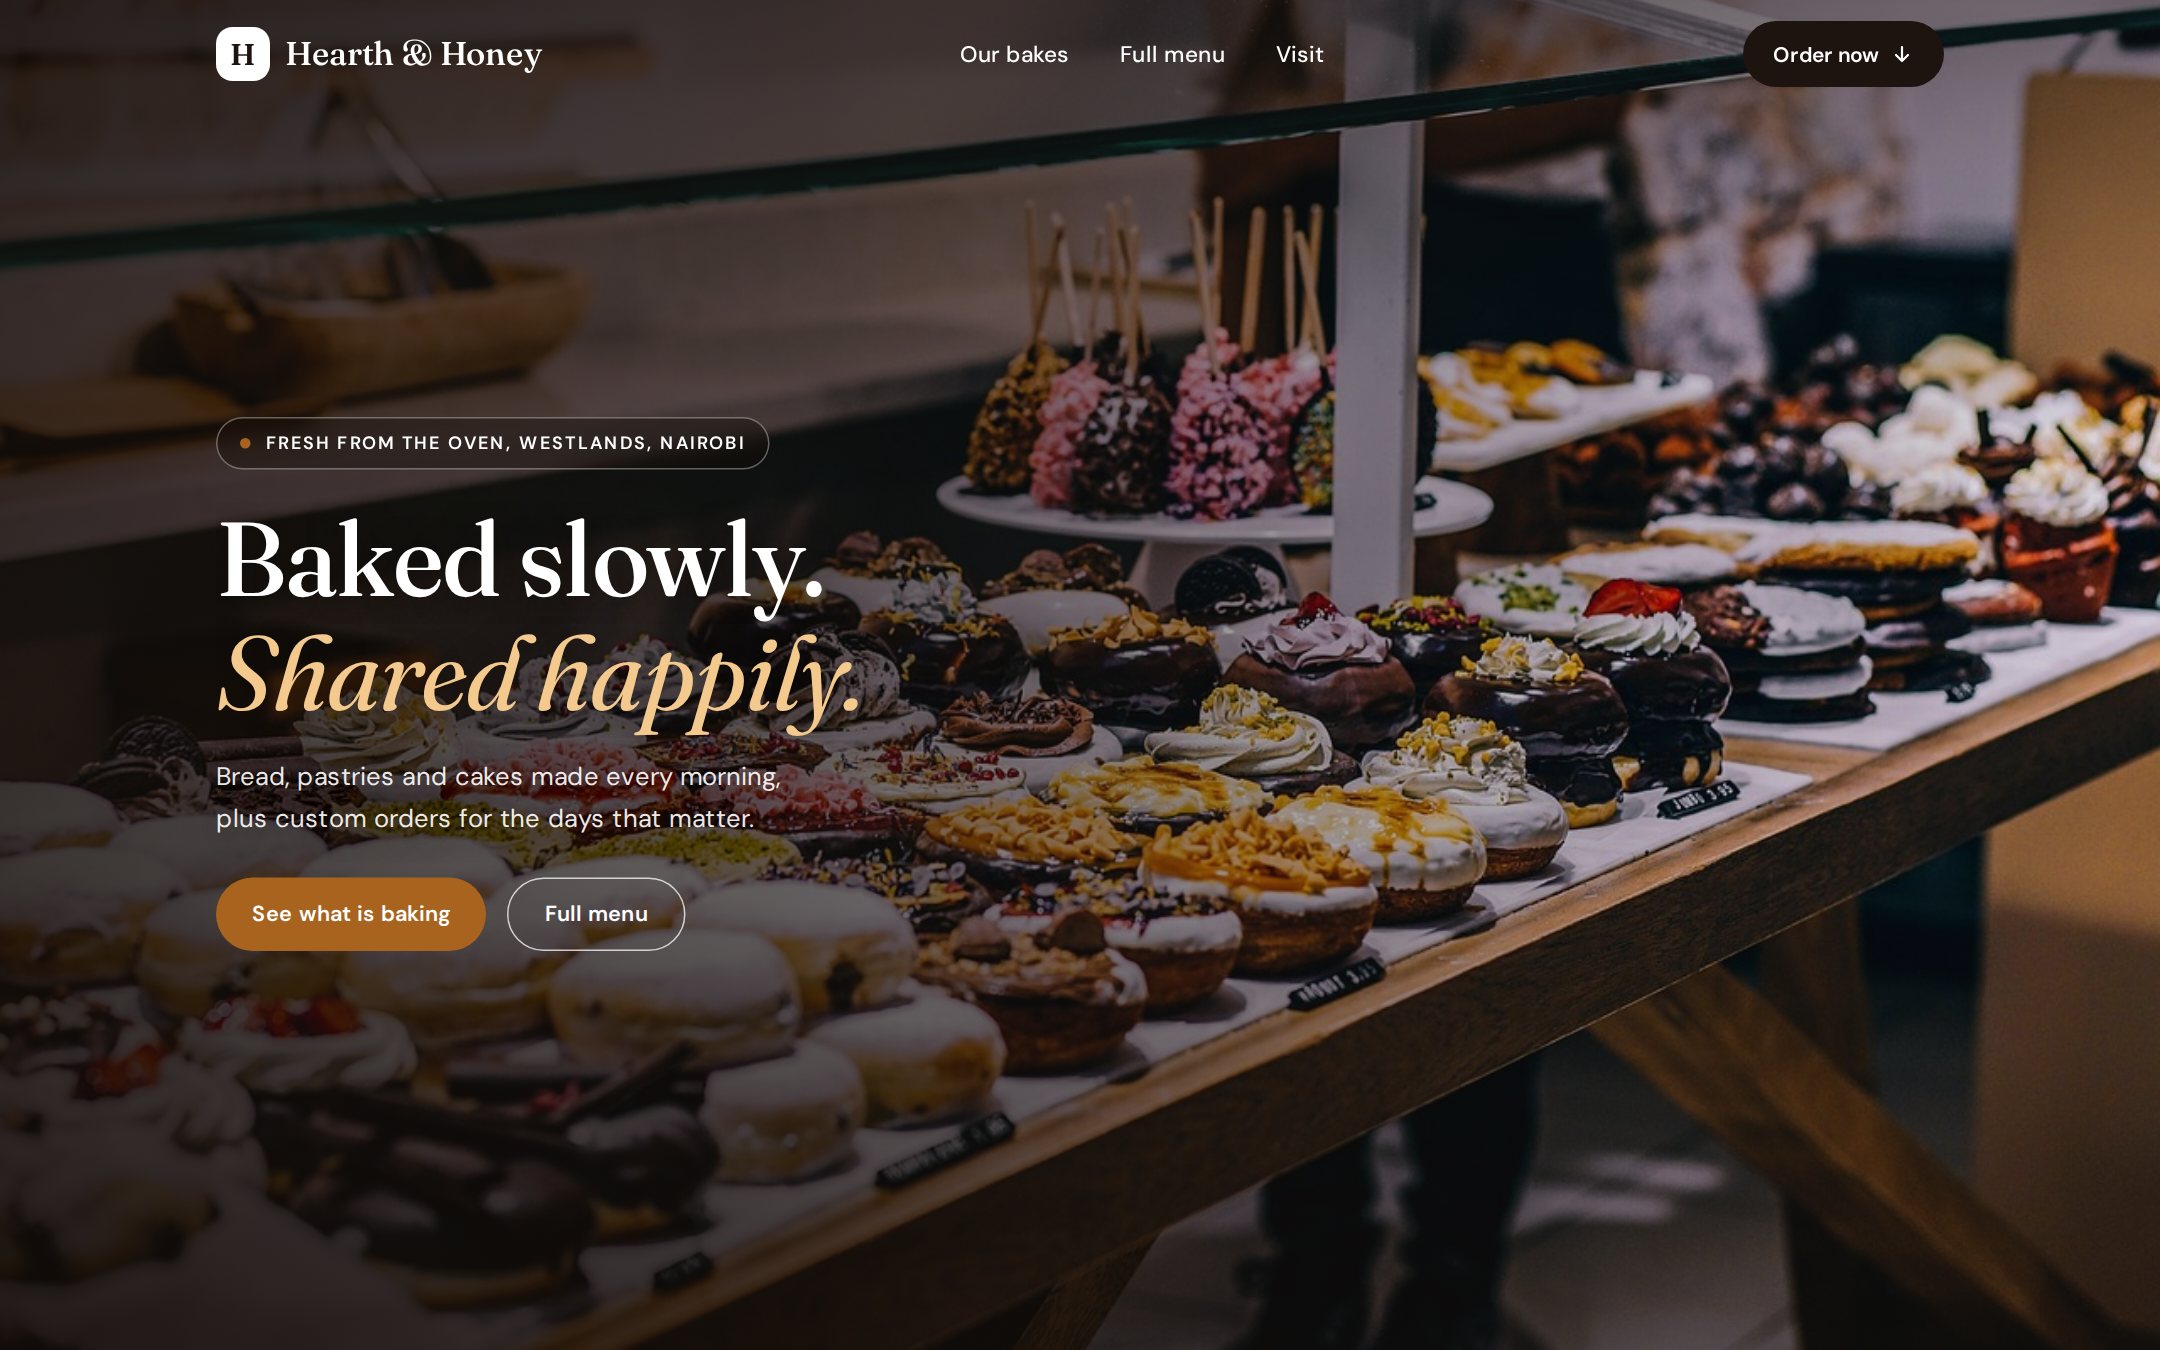 H Hearth & Honey
Our bakes
Full menu
Visit
Order now ↓
FRESH FROM THE OVEN, WESTLANDS, NAIROBI
Baked slowly.
Shared happily.
Bread, pastries and cakes made every morning,
plus custom orders for the days that matter.
See what is baking
Full menu